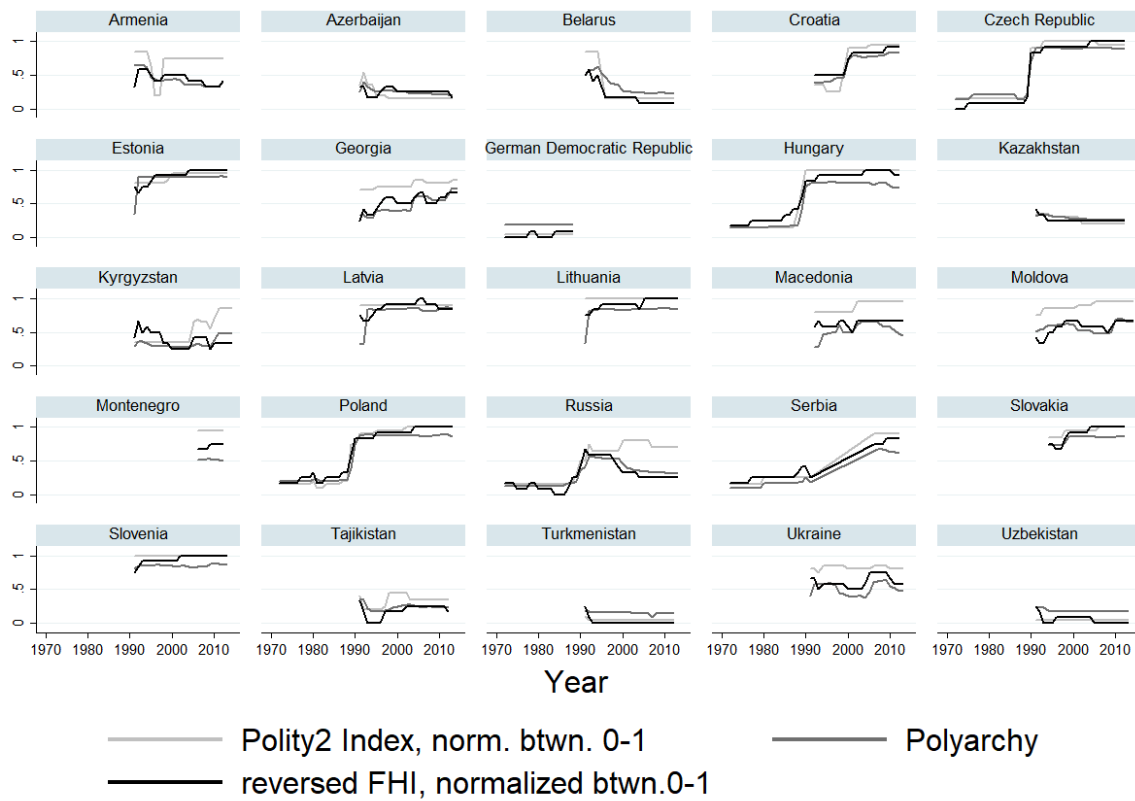 Armenia Azerbaijan Belarus Croatia Czech Republic
0 .5 1
Estonia Georgia German Democratic Republic Hungary Kazakhstan
0 .5 1
Kyrgyzstan Latvia Lithuania Macedonia Moldova
0 .5 1
Montenegro Poland Russia Serbia Slovakia
0 .5 1
Slovenia Tajikistan Turkmenistan Ukraine Uzbekistan
0 .5 1
1970 1980 1990 2000 2010 1970 1980 1990 2000 2010 1970 1980 1990 2000 2010 1970 1980 1990 2000 2010 1970 1980 1990 2000 2010
Year
Polity2 Index, norm. btwn. 0-1 Polyarchy
reversed FHI, normalized btwn.0-1